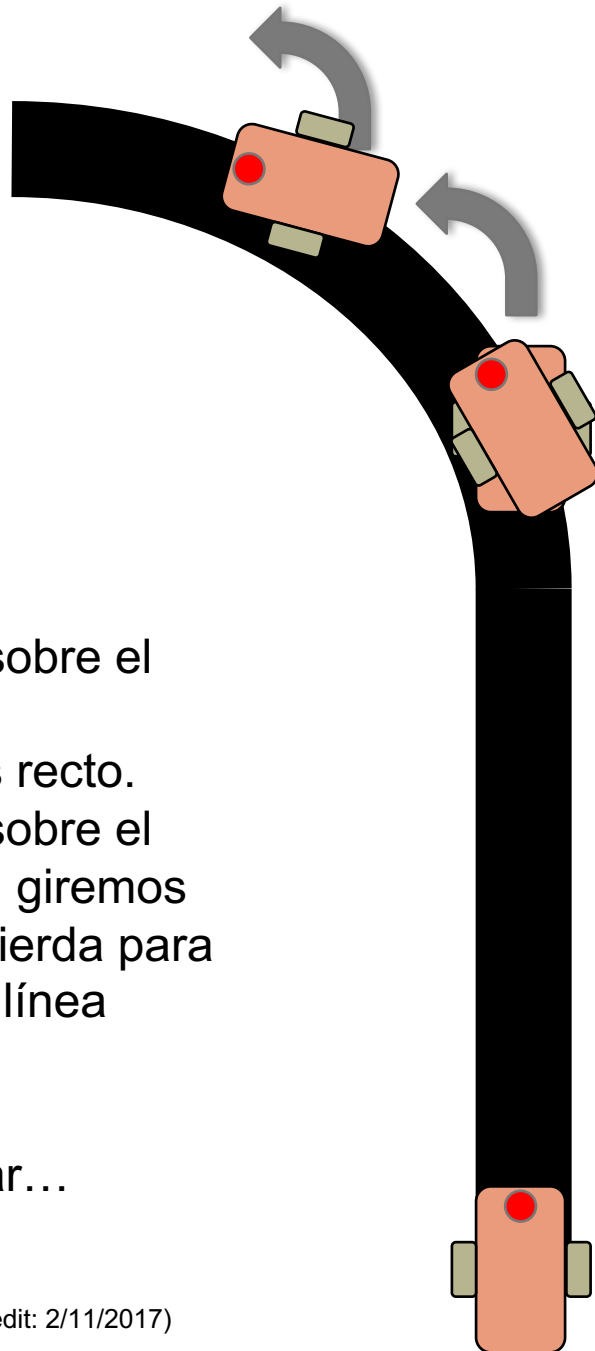 sobre el
recto.
sobre el
giremos
ierda para
línea
ar…
edit: 2/11/2017)